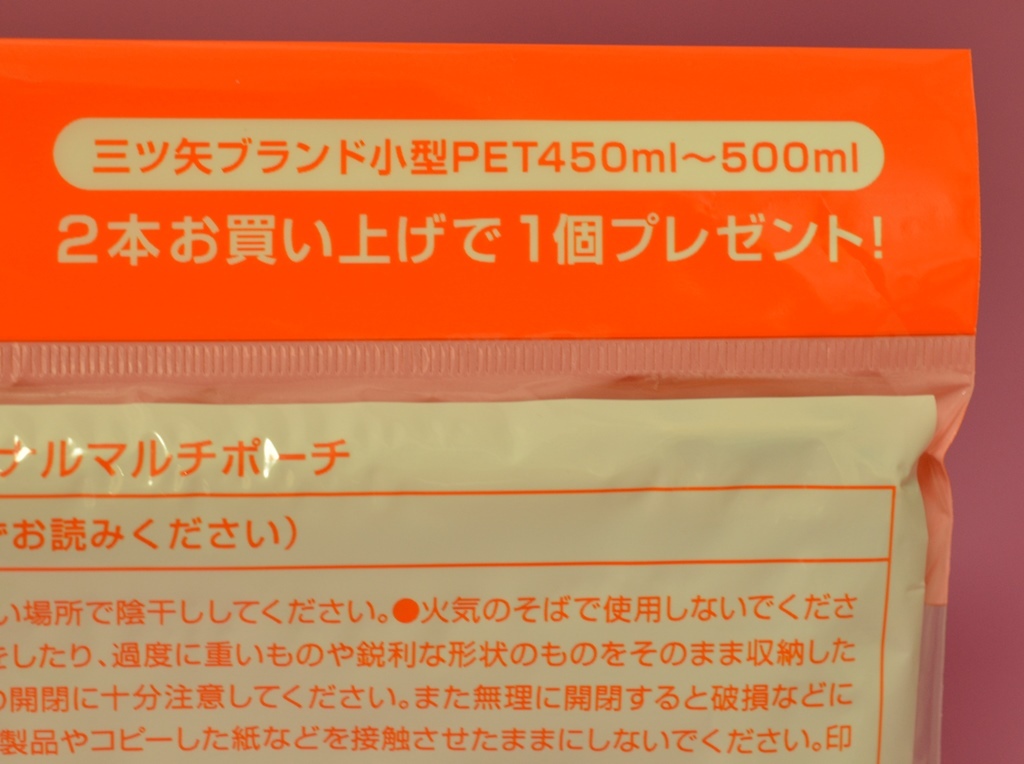 三ツ矢ブランド小型PET450ml〜500ml
2本お買い上げで1個プレゼント!
ナルマルチポーチ
でお読みください）
い場所で陰干ししてください。●火気のそばで使用しないでくださ
をしたり、過度に重いものや鋭利な形状のものをそのまま収納した
の開閉に十分注意してください。また無理に開閉すると破損などに
製品やコピーした紙などを接触させたままにしないでください。印